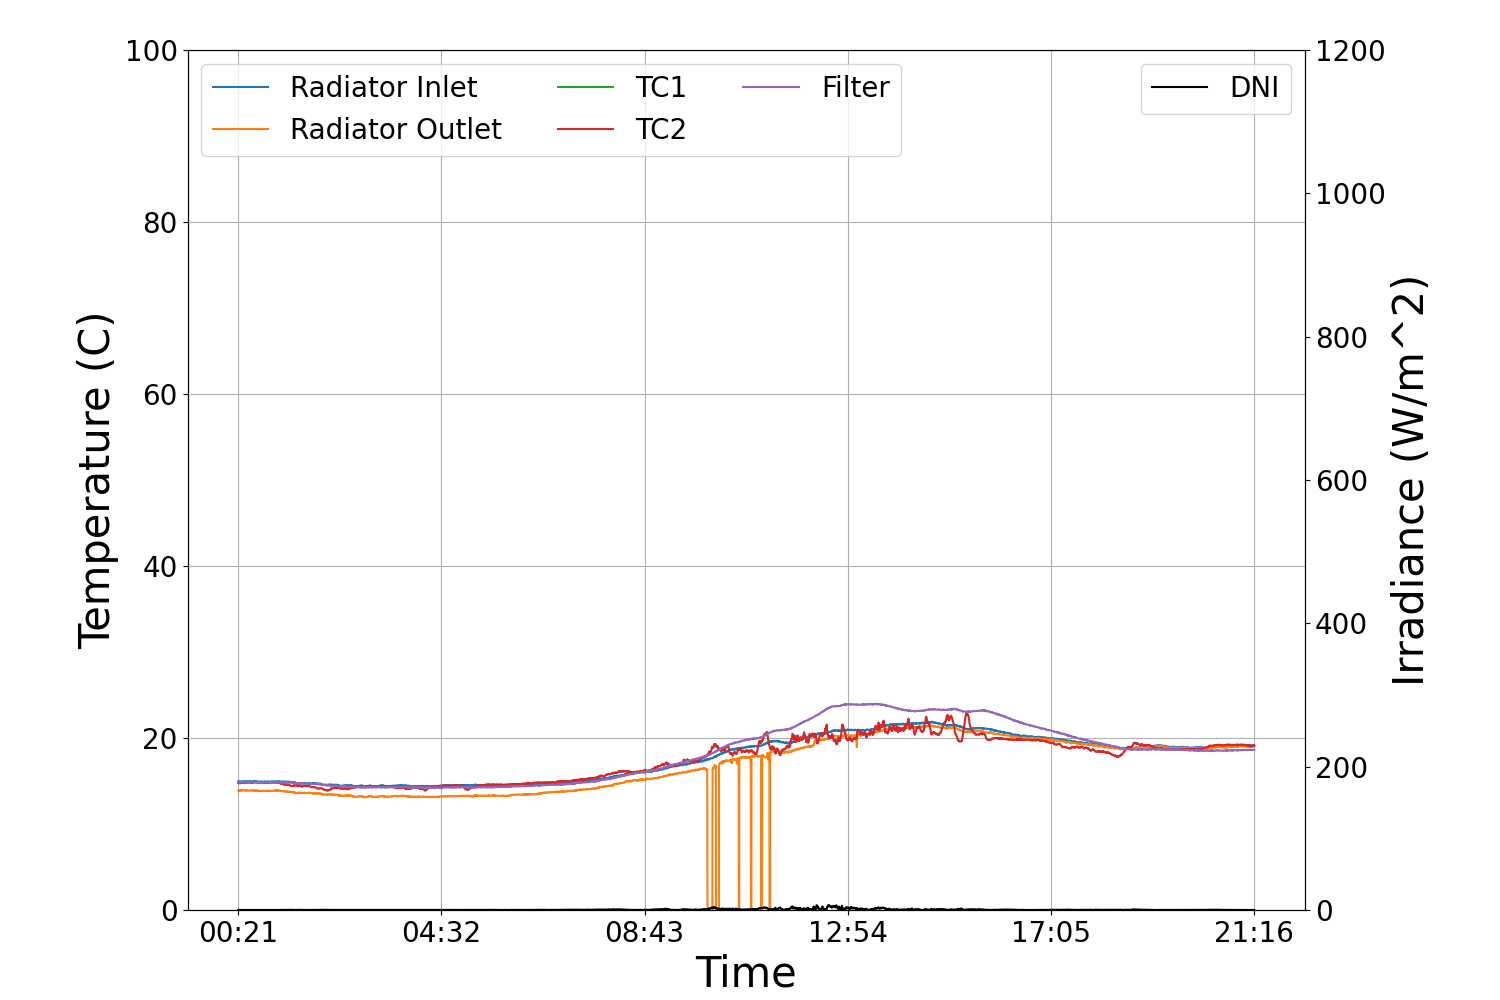 Radiator Inlet
Radiator Outlet
TC1
TC2
Filter
DNI
Temperature (C)
100
80
60
40
20
0
Irradiance (W/m^2)
1200
1000
800
600
400
200
0
00:21 04:32 08:43 12:54 17:05 21:16
Time